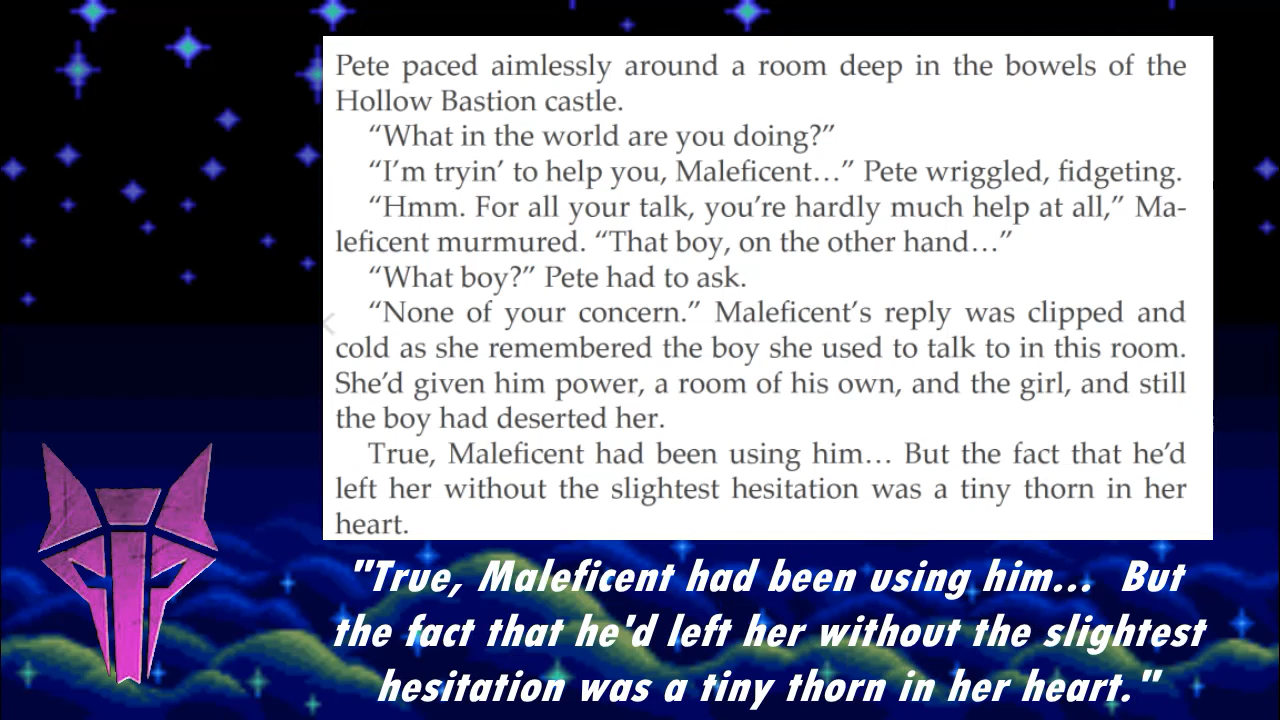 Pete paced aimlessly around a room deep in the bowels of the
Hollow Bastion castle.
“What in the world are you doing?”
“I’m tryin’ to help you, Maleficent…” Pete wriggled, fidgeting.
“Hmm. For all your talk, you’re hardly much help at all,” Ma-
leficent murmured. “That boy, on the other hand…”
“What boy?” Pete had to ask.
“None of your concern.” Maleficent’s reply was clipped and
cold as she remembered the boy she used to talk to in this room.
She’d given him power, a room of his own, and the girl, and still
the boy had deserted her.
True, Maleficent had been using him… But the fact that he’d
left her without the slightest hesitation was a tiny thorn in her
heart.
"True, Maleficent had been using him... But
the fact that he'd left her without the slightest
hesitation was a tiny thorn in her heart."